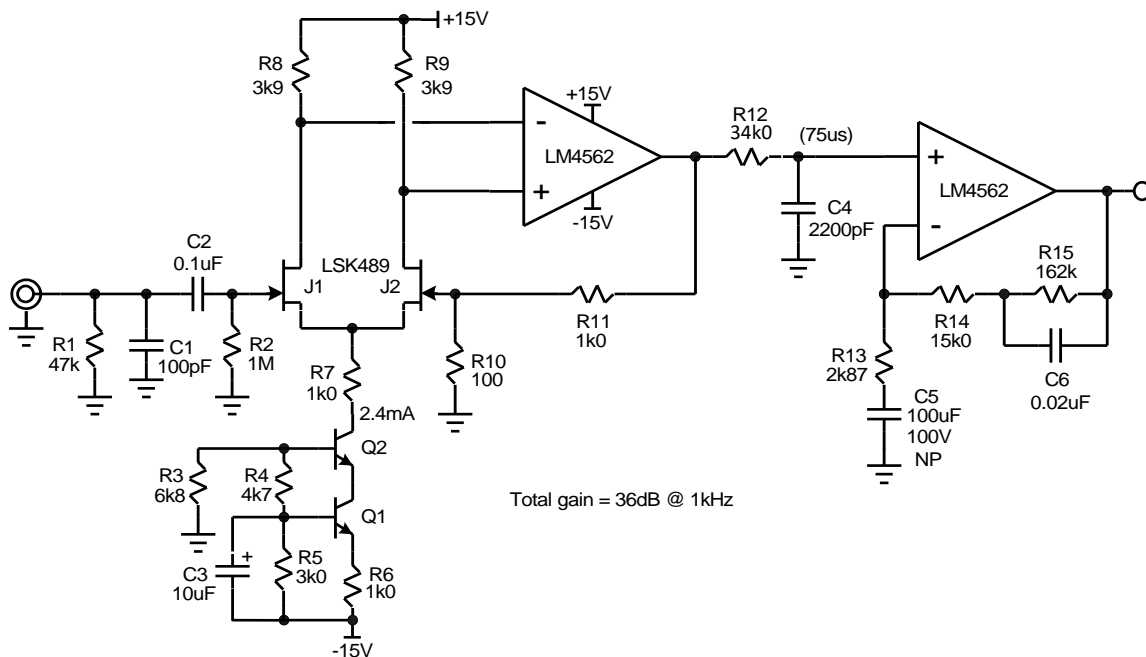 +15V
R8
3k9
R9
3k9
+15V
-
LM4562
+
-15V
R12
34k0
(75us)
+
LM4562
-
C4
2200pF
C2
0.1uF
LSK489
J1
J2
R15
162k
R1
47k
C1
100pF
R2
1M
R11
1k0
R10
100
R14
15k0
R13
2k87
C6
0.02uF
R7
1k0
2.4mA
C5
100uF
100V
NP
Q2
R3
6k8
R4
4k7
Total gain = 36dB @ 1kHz
Q1
+
C3
10uF
R5
3k0
R6
1k0
-15V